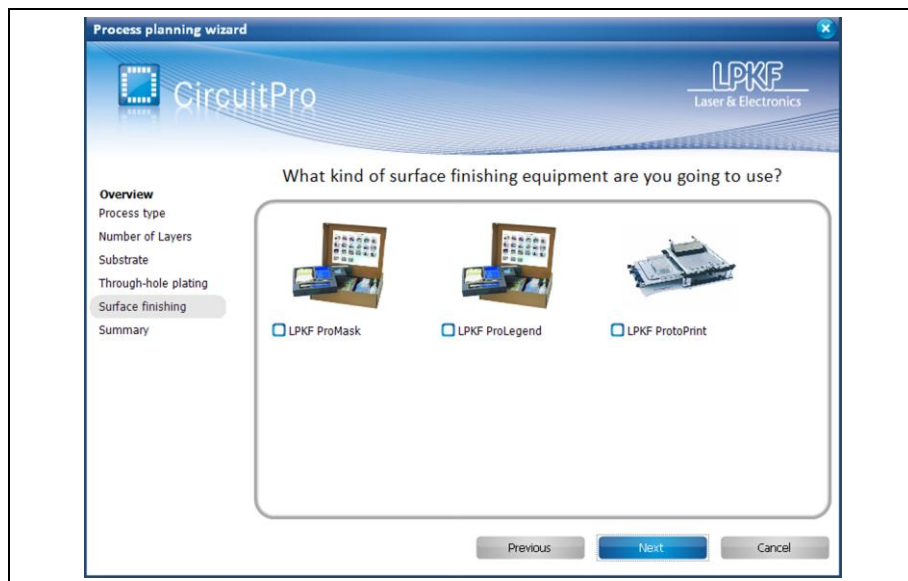 Process planning wizard
CircuitPro
LPKF
Laser & Electronics
What kind of surface finishing equipment are you going to use?
Overview
Process type
Number of Layers
Substrate
Through-hole plating
Surface finishing
Summary
LPKF ProMask
LPKF ProLegend
LPKF ProtoPrint
Previous
Next
Cancel